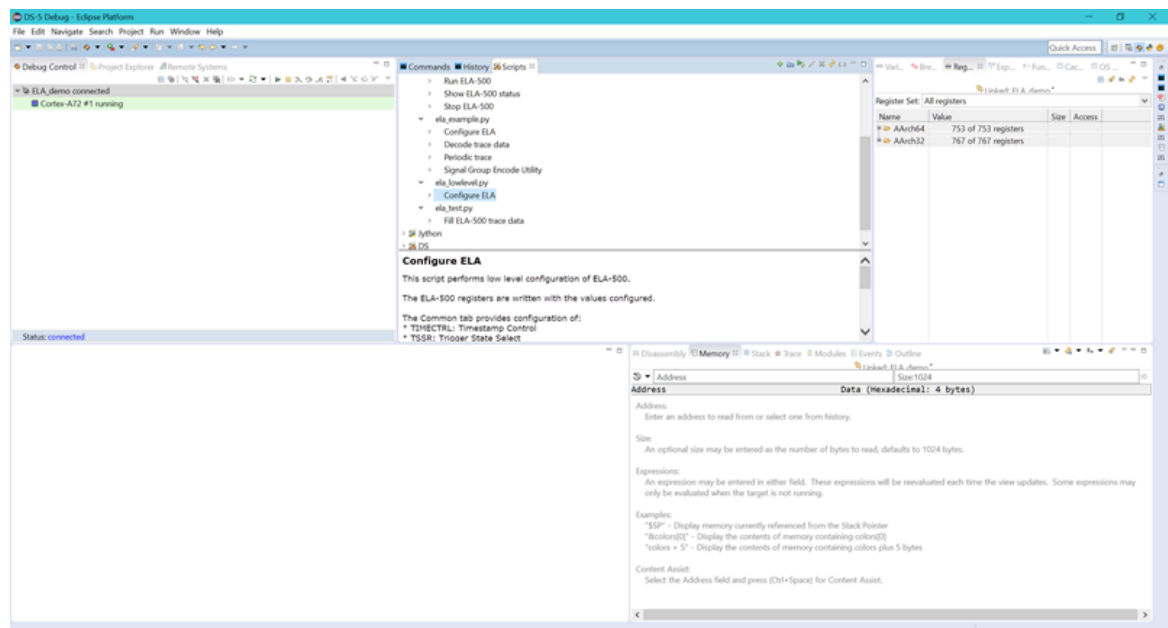 DS-5 Debug - Eclipse Platform
File Edit Navigate Search Project Run Window Help
Quick Access
Debug Control Project Explorer Remote Systems
ELA_demo connected
Cortex-A72 #1 running
Status: connected
Commands History Scripts
Run ELA-500
Show ELA-500 status
Stop ELA-500
ela_example.py
Configure ELA
Decode trace data
Periodic trace
Signal Group Encode Utility
ela_lowlevel.py
Configure ELA
ela_test.py
Fill ELA-500 trace data
Jython
DS
Configure ELA
This script performs low level configuration of ELA-500.
The ELA-500 registers are written with the values configured.
The Common tab provides configuration of:
* TIMECTRL: Timestamp Control
* TSSR: Trigger State Select
Vari... Bre... Reg... Exp... Fun... Cac... OS...
Linked: ELA_demo
Register Set: All registers
Name Value Size Access
AArch64 753 of 753 registers
AArch32 767 of 767 registers
Disassembly Memory Stack Trace Modules Events Outline
Linked: ELA_demo
Address Size:1024
Address Data (Hexadecimal: 4 bytes)
Address:
Enter an address to read from or select one from history.
Size:
An optional size may be entered as the number of bytes to read, defaults to 1024 bytes.
Expressions:
An expression may be entered in either field. These expressions will be reevaluated each time the view updates. Some expressions may
only be evaluated when the target is not running.
Examples:
"$SP" - Display memory currently referenced from the Stack Pointer
"&colors[0]" - Display the contents of memory containing colors[0]
"colors + 5" - Display the contents of memory containing colors plus 5 bytes
Content Assist:
Select the Address field and press (Ctrl+Space) for Content Assist.